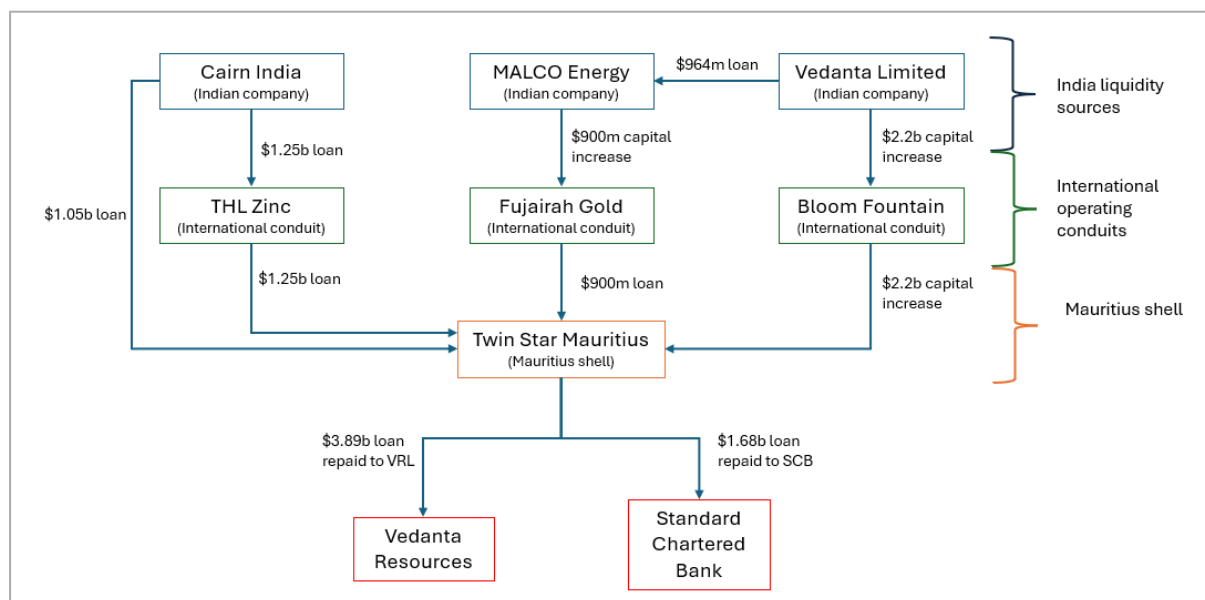 Cairn India
(Indian company)
MALCO Energy
(Indian company)
$964m loan
Vedanta Limited
(Indian company)
India liquidity
sources
$1.25b loan
$900m capital
increase
$2.2b capital
increase
$1.05b loan
THL Zinc
(International conduit)
Fujairah Gold
(International conduit)
Bloom Fountain
(International conduit)
International
operating
conduits
$1.25b loan
$900m loan
$2.2b capital
increase
Mauritius shell
Twin Star Mauritius
(Mauritius shell)
$3.89b loan
repaid to VRL
$1.68b loan
repaid to SCB
Vedanta
Resources
Standard
Chartered
Bank